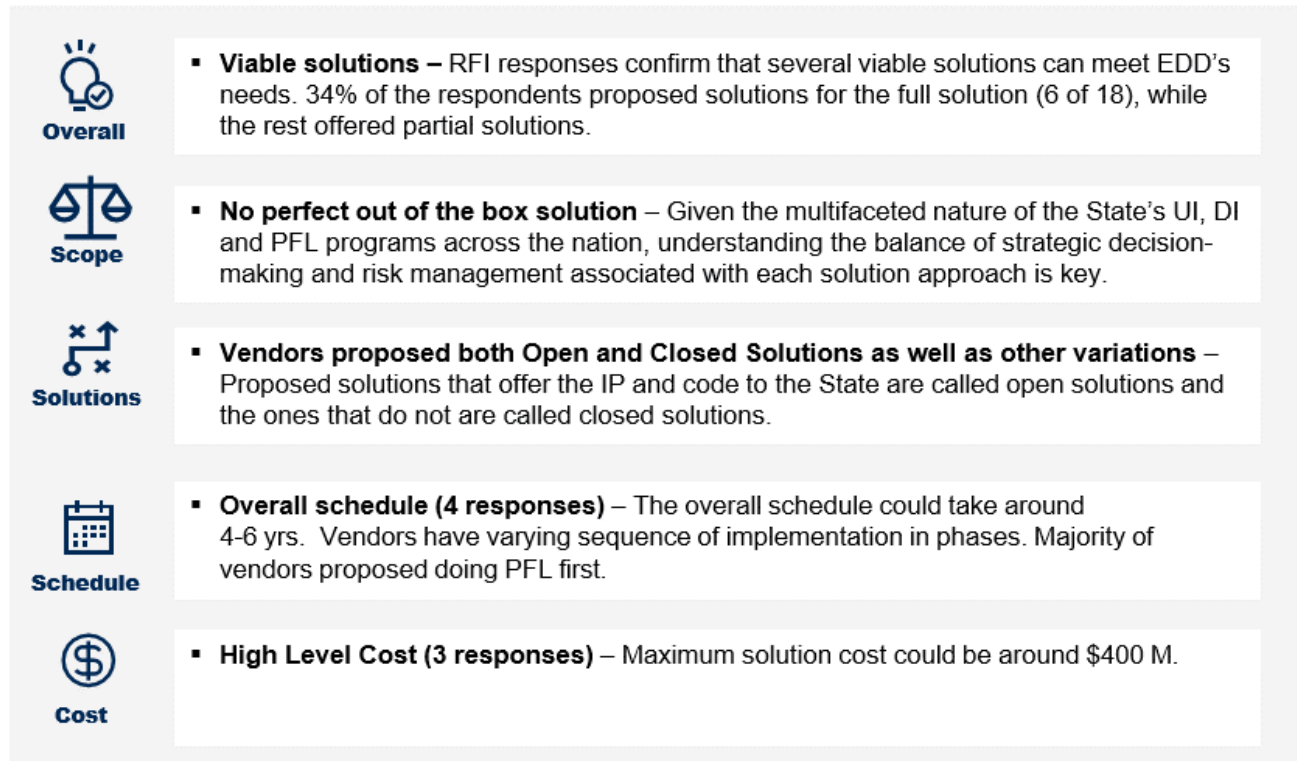 Overall
▪ Viable solutions – RFI responses confirm that several viable solutions can meet EDD’s
needs. 34% of the respondents proposed solutions for the full solution (6 of 18), while
the rest offered partial solutions.
Scope
▪ No perfect out of the box solution – Given the multifaceted nature of the State’s UI, DI
and PFL programs across the nation, understanding the balance of strategic decision-
making and risk management associated with each solution approach is key.
Solutions
▪ Vendors proposed both Open and Closed Solutions as well as other variations –
Proposed solutions that offer the IP and code to the State are called open solutions and
the ones that do not are called closed solutions.
Schedule
▪ Overall schedule (4 responses) – The overall schedule could take around
4-6 yrs.  Vendors have varying sequence of implementation in phases. Majority of
vendors proposed doing PFL first.
Cost
▪ High Level Cost (3 responses) – Maximum solution cost could be around $400 M.